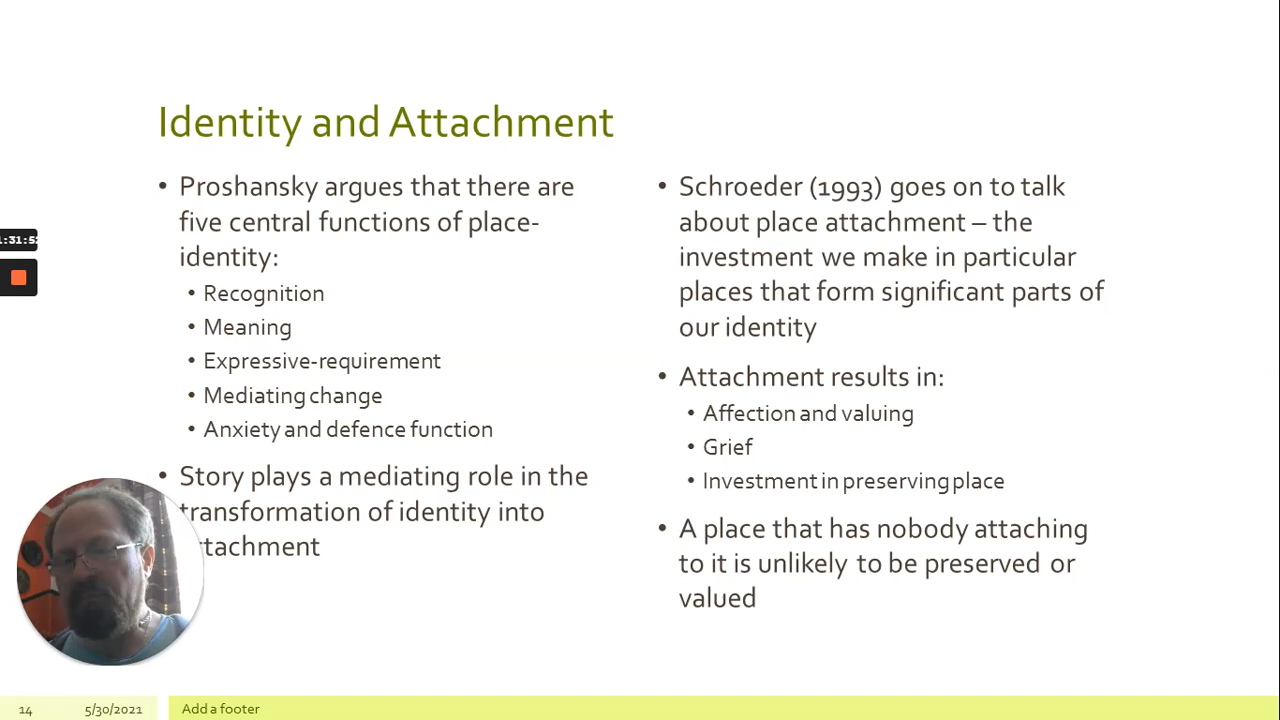 Identity and Attachment
• Proshansky argues that there are
five central functions of place-
identity:
• Recognition
• Meaning
• Expressive-requirement
• Mediating change
• Anxiety and defence function
• Story plays a mediating role in the
transformation of identity into
ttachment
• Schroeder (1993) goes on to talk
about place attachment – the
investment we make in particular
places that form significant parts of
our identity
• Attachment results in:
• Affection and valuing
• Grief
• Investment in preserving place
• A place that has nobody attaching
to it is unlikely to be preserved or
valued
14
5/30/2021
Add a footer